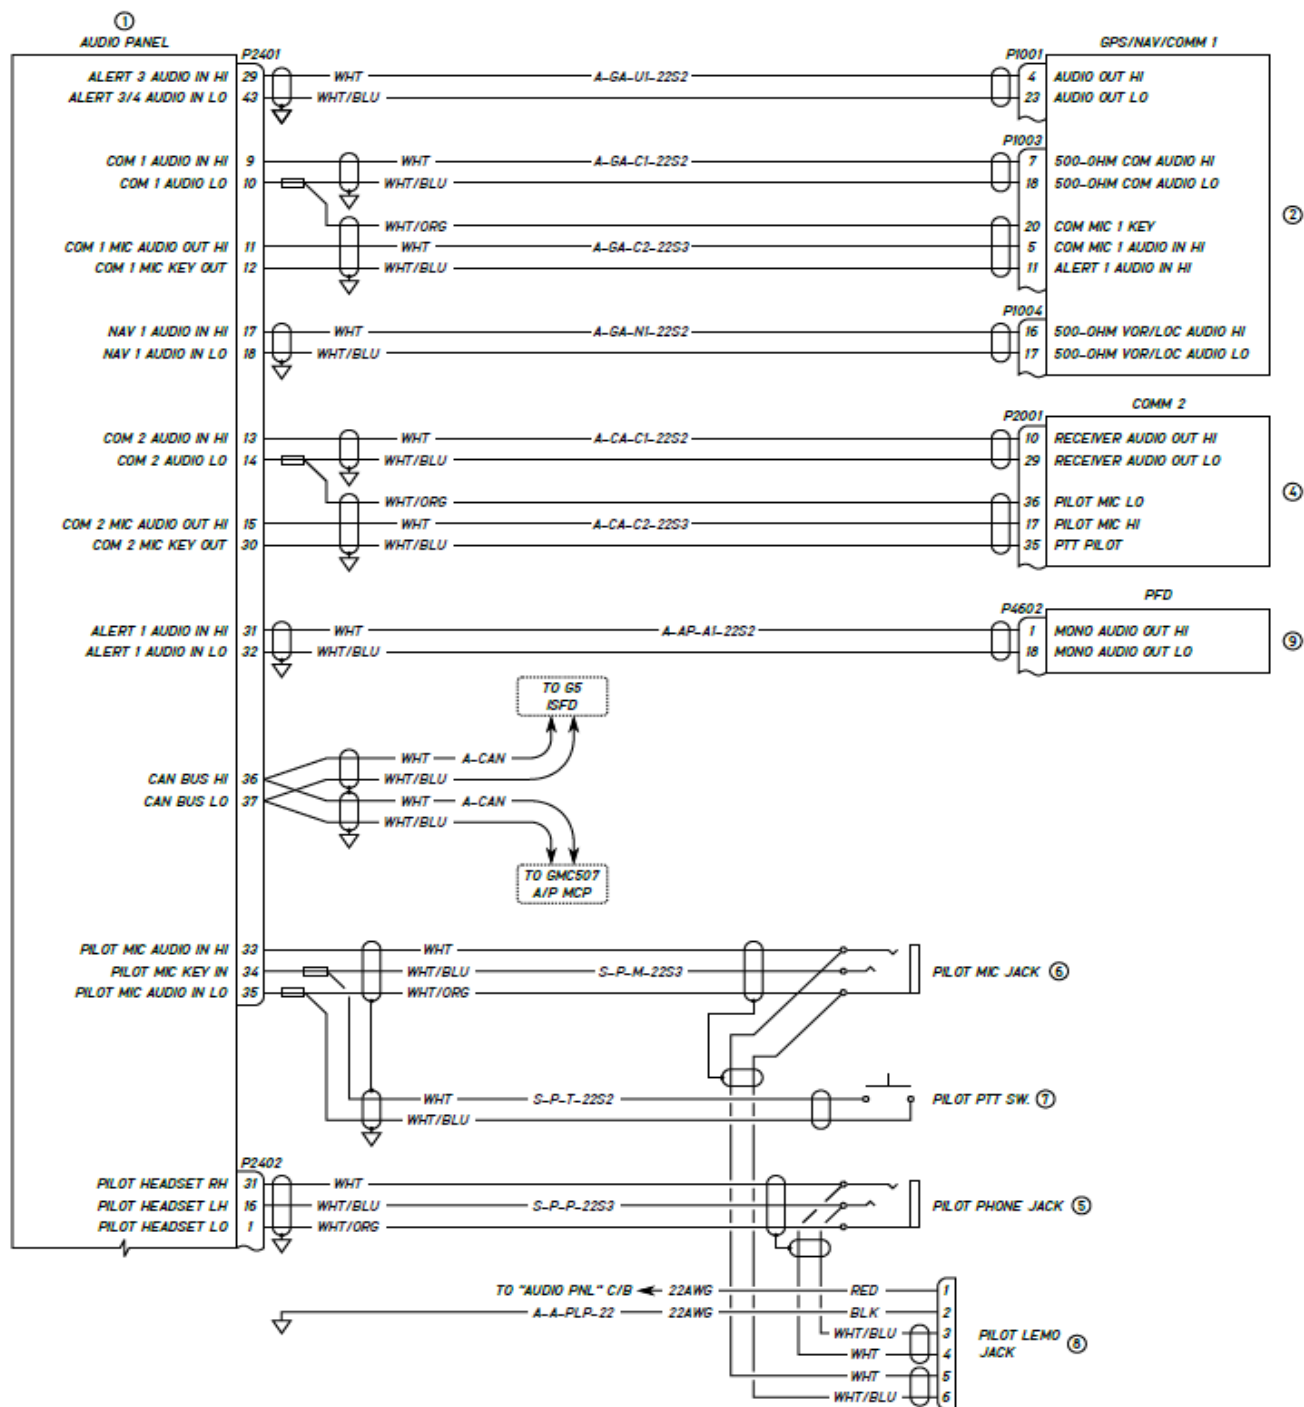 ①
AUDIO PANEL
P2401
P1001
GPS/NAV/COMM 1
ALERT 3 AUDIO IN HI 29 WHT A-GA-U1-22S2 4 AUDIO OUT HI
ALERT 3/4 AUDIO IN LO 43 WHT/BLU 23 AUDIO OUT LO
P1003
COM 1 AUDIO IN HI 9 WHT A-GA-C1-22S2 7 500-OHM COM AUDIO HI
COM 1 AUDIO LO 10 WHT/BLU 18 500-OHM COM AUDIO LO
②
WHT/ORG 20 COM MIC 1 KEY
COM 1 MIC AUDIO OUT HI 11 WHT A-GA-C2-22S3 5 COM MIC 1 AUDIO IN HI
COM 1 MIC KEY OUT 12 WHT/BLU 11 ALERT 1 AUDIO IN HI
P1004
NAV 1 AUDIO IN HI 17 WHT A-GA-N1-22S2 16 500-OHM VOR/LOC AUDIO HI
NAV 1 AUDIO IN LO 18 WHT/BLU 17 500-OHM VOR/LOC AUDIO LO
P2001
COMM 2
COM 2 AUDIO IN HI 13 WHT A-CA-C1-22S2 10 RECEIVER AUDIO OUT HI
COM 2 AUDIO LO 14 WHT/BLU 29 RECEIVER AUDIO OUT LO
④
WHT/ORG 36 PILOT MIC LO
COM 2 MIC AUDIO OUT HI 15 WHT A-CA-C2-22S3 17 PILOT MIC HI
COM 2 MIC KEY OUT 30 WHT/BLU 35 PTT PILOT
P4602
PFD
ALERT 1 AUDIO IN HI 31 WHT A-AP-A1-22S2 1 MONO AUDIO OUT HI
⑨
ALERT 1 AUDIO IN LO 32 WHT/BLU 18 MONO AUDIO OUT LO
TO G5
ISFD
WHT A-CAN
CAN BUS HI 36 WHT/BLU
CAN BUS LO 37 WHT A-CAN
WHT/BLU
TO GMC507
A/P MCP
PILOT MIC AUDIO IN HI 33 WHT
PILOT MIC KEY IN 34 WHT/BLU S-P-M-22S3 PILOT MIC JACK ⑥
PILOT MIC AUDIO IN LO 35 WHT/ORG
WHT S-P-T-22S2 PILOT PTT SW. ⑦
WHT/BLU
P2402
PILOT HEADSET RH 31 WHT
PILOT HEADSET LH 16 WHT/BLU S-P-P-22S3 PILOT PHONE JACK ⑤
PILOT HEADSET LO 1 WHT/ORG
TO "AUDIO PNL" C/B 22AWG RED 1
A-A-PLP-22 22AWG BLK 2
WHT/BLU 3
PILOT LEMO
JACK
⑧
WHT 4
WHT 5
WHT/BLU 6